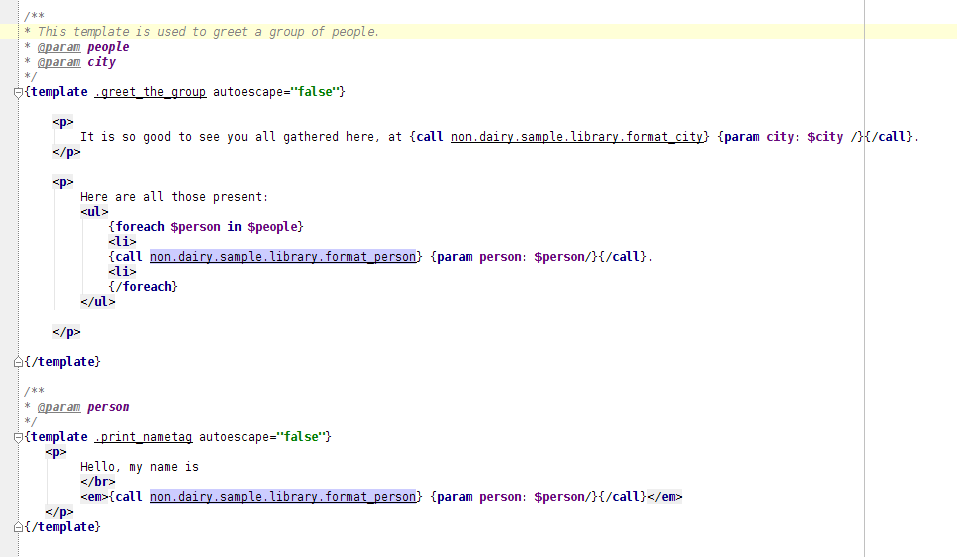 /**
* This template is used to greet a group of people.
* @param people
* @param city
*/
{template .greet_the_group autoescape="false"}
<p>
It is so good to see you all gathered here, at {call non.dairy.sample.library.format_city} {param city: $city /}{/call}.
</p>
<p>
Here are all those present:
<ul>
{foreach $person in $people}
<li>
{call non.dairy.sample.library.format_person} {param person: $person/}{/call}.
<li>
{/foreach}
</ul>
</p>
{/template}
/**
* @param person
*/
{template .print_nametag autoescape="false"}
<p>
Hello, my name is
</br>
<em>{call non.dairy.sample.library.format_person} {param person: $person/}{/call}</em>
</p>
{/template}